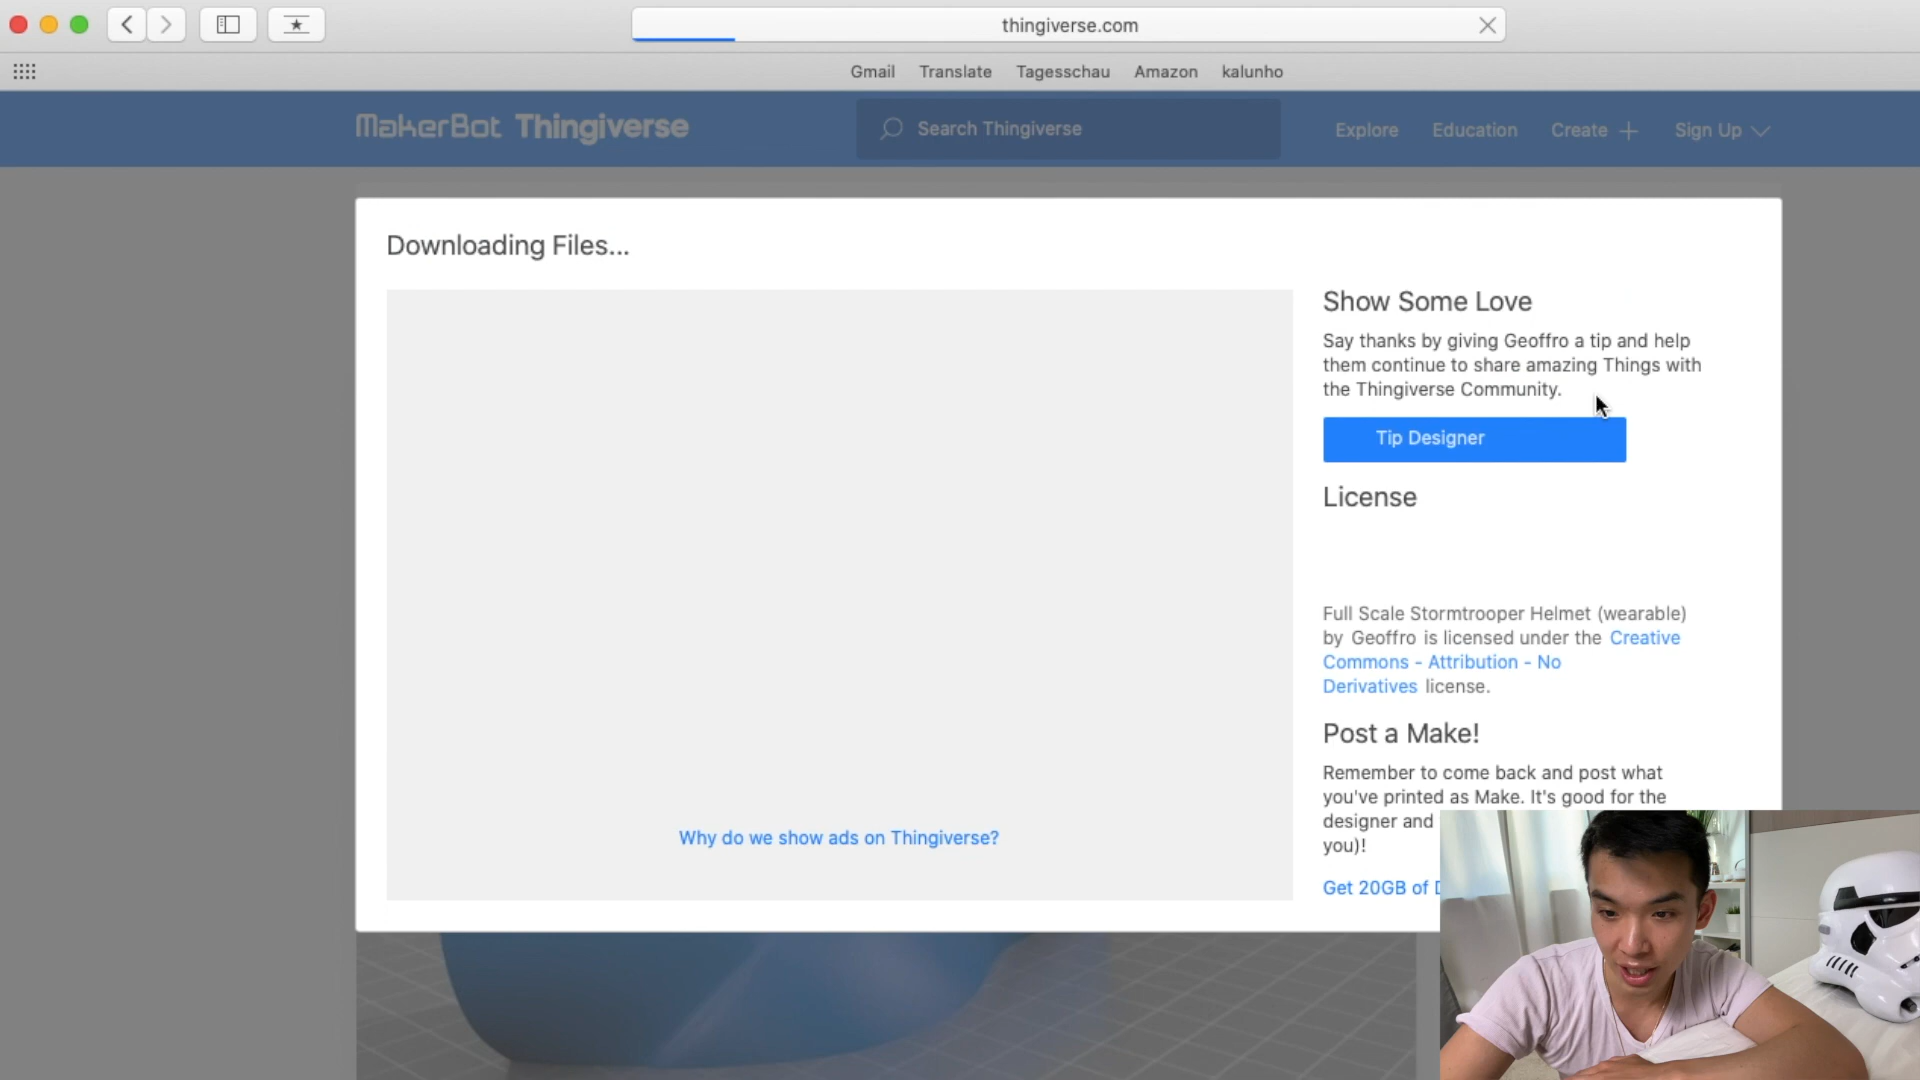 thingiverse.com
Gmail Translate Tagesschau Amazon kalunho
MakerBot Thingiverse
Search Thingiverse
Explore Education Create Sign Up
Downloading Files...
Show Some Love
Say thanks by giving Geoffro a tip and help
them continue to share amazing Things with
the Thingiverse Community.
Tip Designer
License
Full Scale Stormtrooper Helmet (wearable)
by Geoffro is licensed under the Creative
Commons - Attribution - No
Derivatives license.
Post a Make!
Remember to come back and post what
you've printed as Make. It's good for the
designer and
you)!
Get 20GB of
Why do we show ads on Thingiverse?